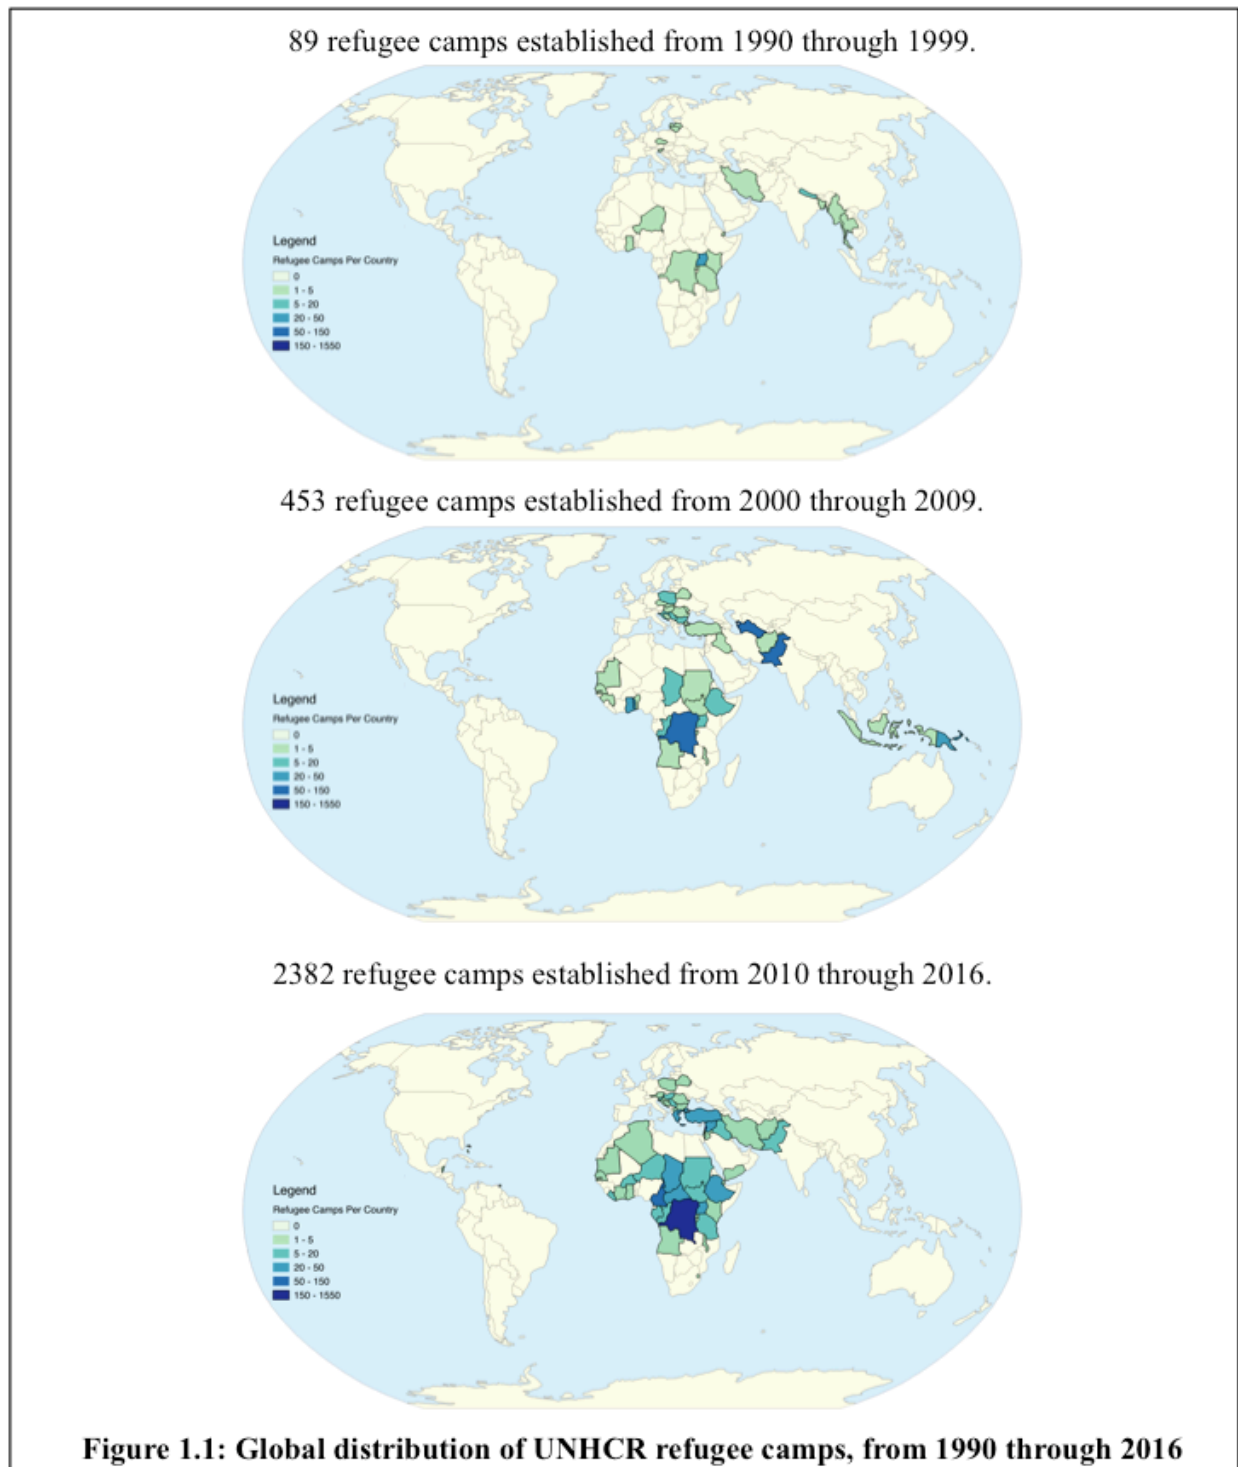 89 refugee camps established from 1990 through 1999.
Legend
Refugee Camps Per Country
0
1 - 5
5 - 20
20 - 50
50 - 150
150 - 1550
453 refugee camps established from 2000 through 2009.
Legend
Refugee Camps Per Country
0
1 - 5
5 - 20
20 - 50
50 - 150
150 - 1550
2382 refugee camps established from 2010 through 2016.
Legend
Refugee Camps Per Country
0
1 - 5
5 - 20
20 - 50
50 - 150
150 - 1550
Figure 1.1: Global distribution of UNHCR refugee camps, from 1990 through 2016